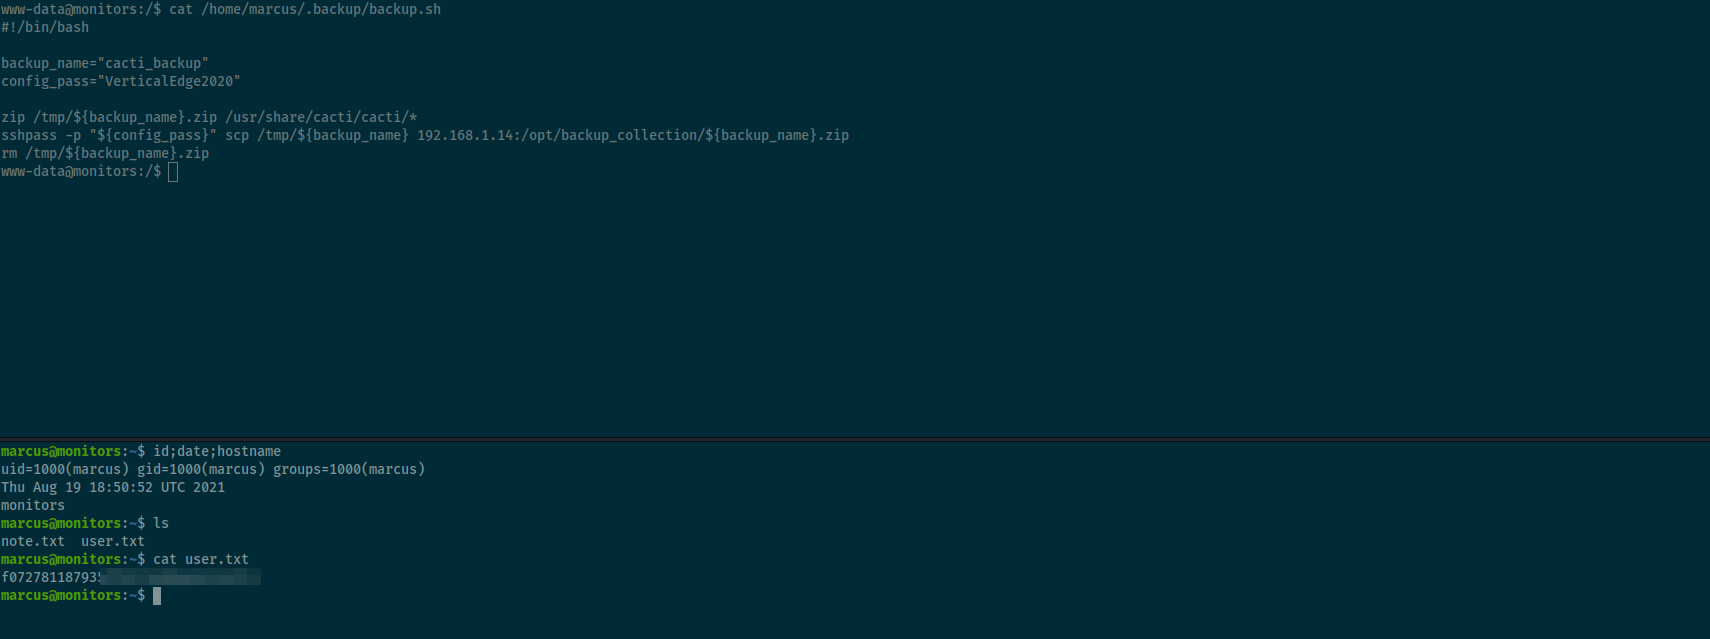 www-data@monitors:/$ cat /home/marcus/.backup/backup.sh
#!/bin/bash
backup_name="cacti_backup"
config_pass="VerticalEdge2020"
zip /tmp/${backup_name}.zip /usr/share/cacti/cacti/*
sshpass -p "${config_pass}" scp /tmp/${backup_name} 192.168.1.14:/opt/backup_collection/${backup_name}.zip
rm /tmp/${backup_name}.zip
www-data@monitors:/$
marcus@monitors:~$ id;date;hostname
uid=1000(marcus) gid=1000(marcus) groups=1000(marcus)
Thu Aug 19 18:50:52 UTC 2021
monitors
marcus@monitors:~$ ls
note.txt  user.txt
marcus@monitors:~$ cat user.txt
f07278118793
marcus@monitors:~$